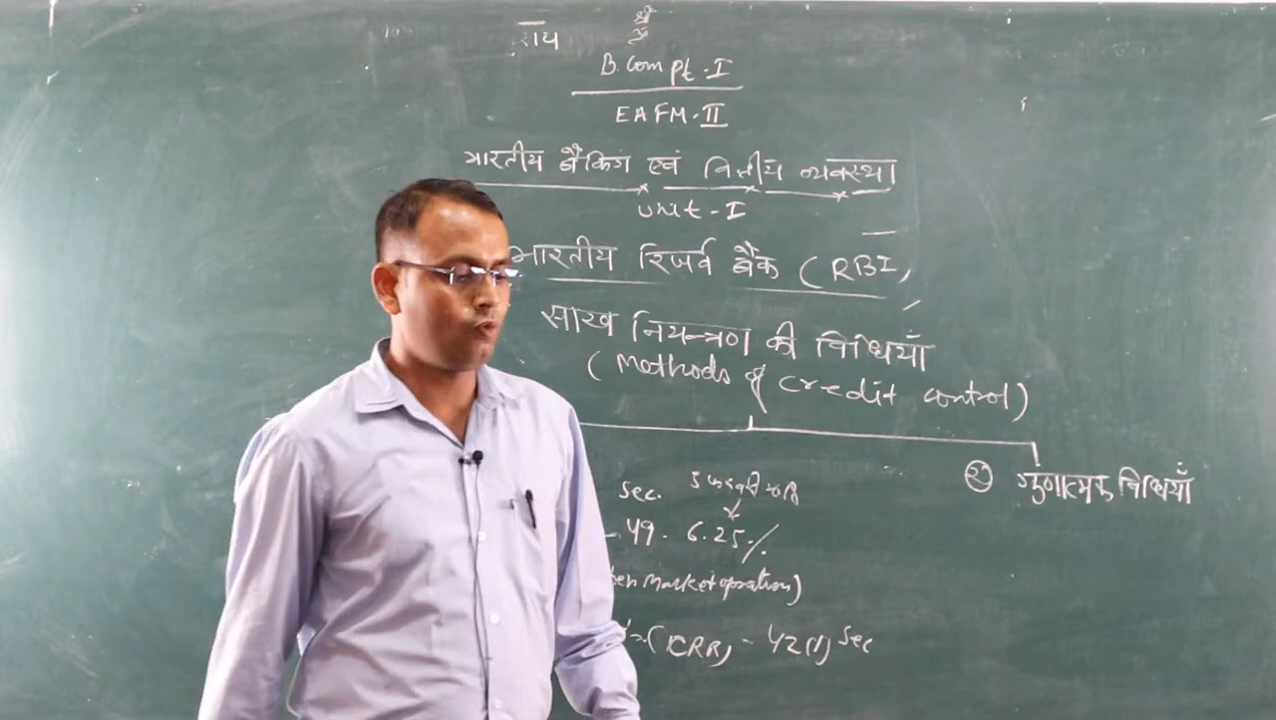 श्री
B.Com pt.I
EAFM-II
भारतीय बैंकिंग एवं वित्तीय व्यवस्था
Unit-I
भारतीय रिजर्व बैंक (RBI)
साख नियन्त्रण की विधियाँ
(Methods of Credit control)
② गुणात्मक विधियाँ
Sec.
49. 6.25%
Market opration)
(CRR) - 42(1) Sec